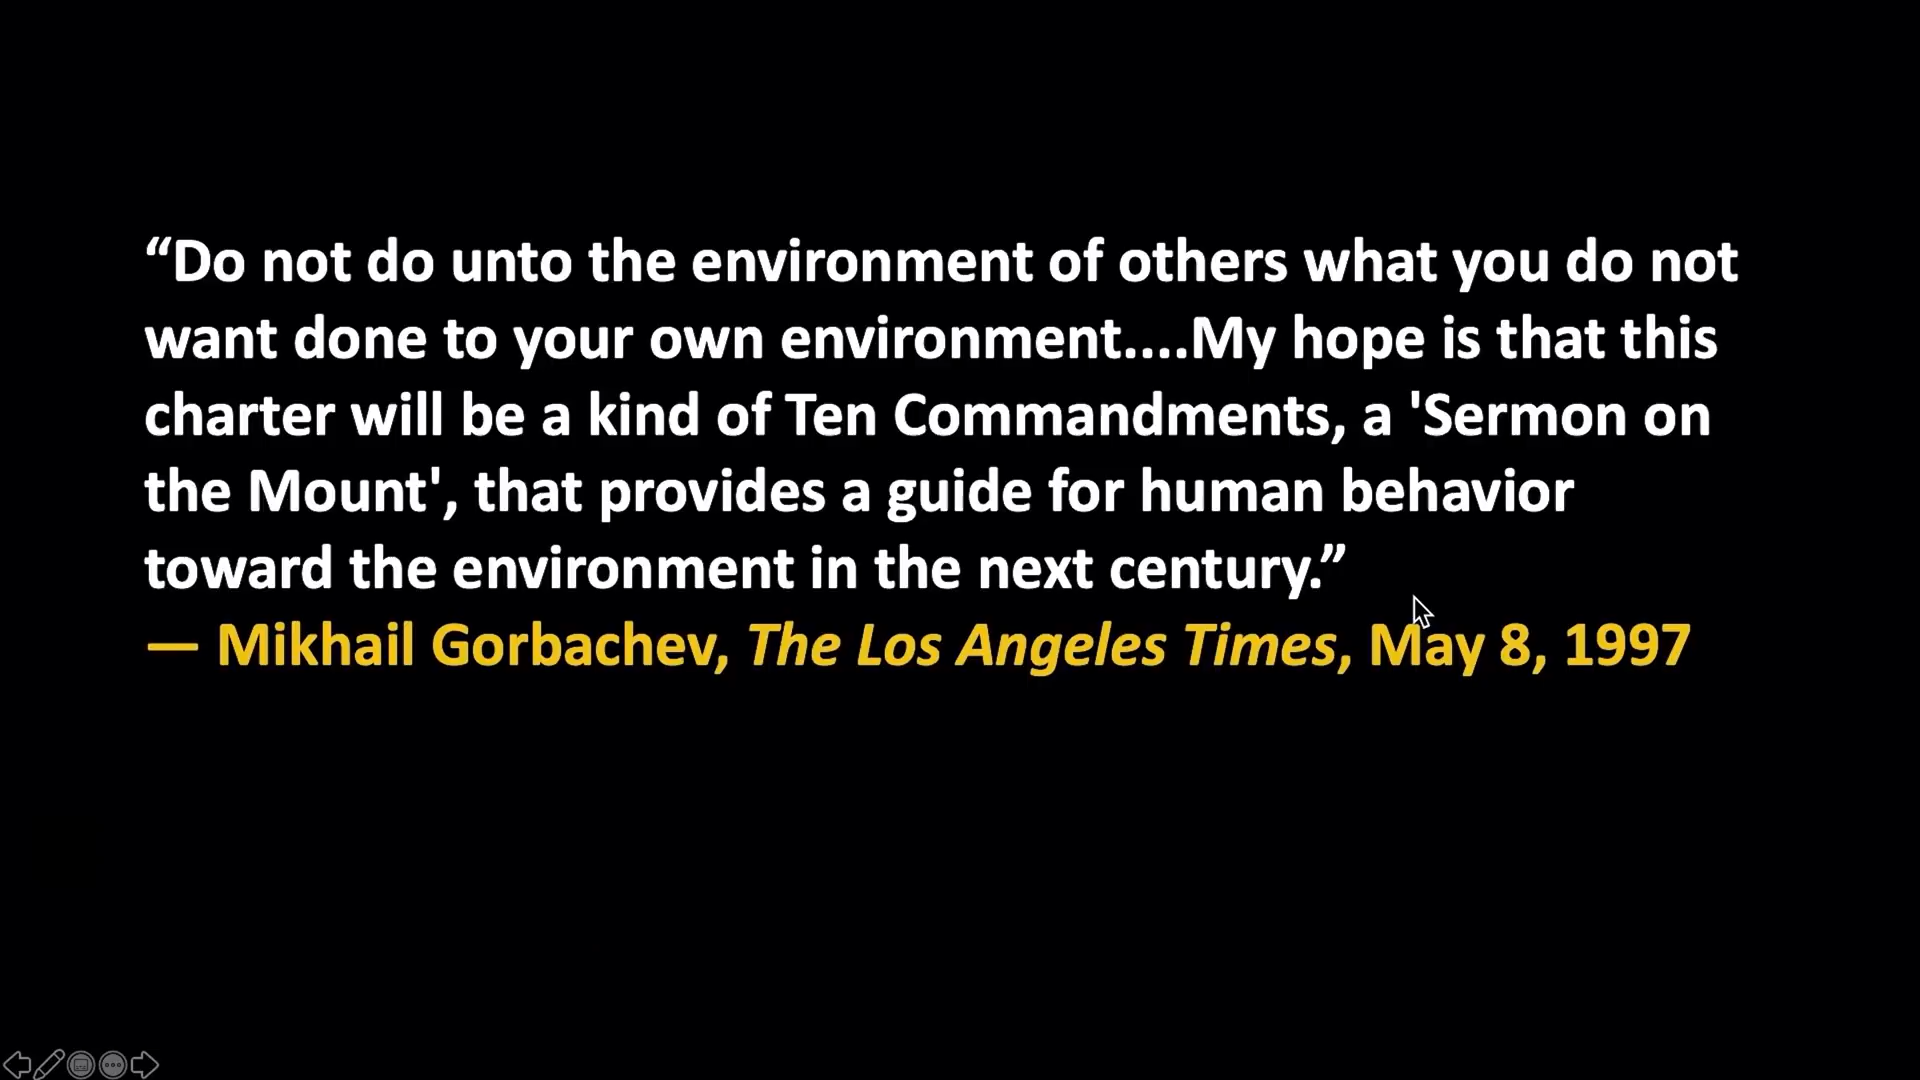 “Do not do unto the environment of others what you do not
want done to your own environment....My hope is that this
charter will be a kind of Ten Commandments, a 'Sermon on
the Mount', that provides a guide for human behavior
toward the environment in the next century.”
— Mikhail Gorbachev, The Los Angeles Times, May 8, 1997